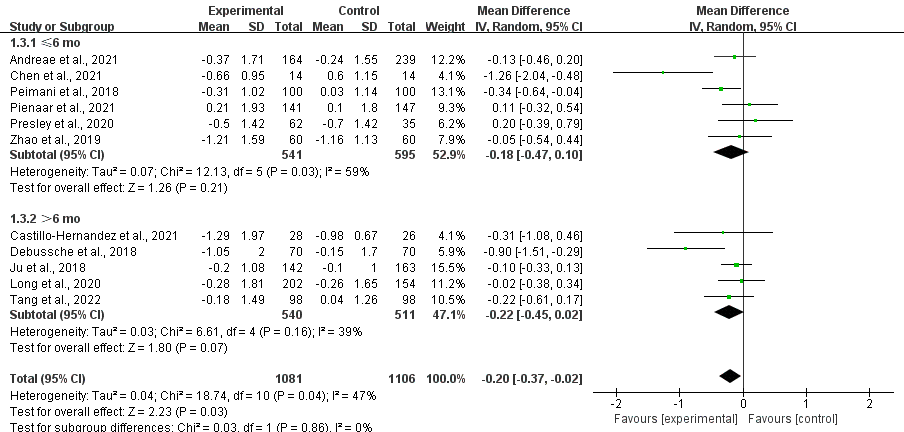 Experimental Control Mean Difference Mean Difference
Study or Subgroup Mean SD Total Mean SD Total Weight IV, Random, 95% CI IV, Random, 95% CI
1.3.1 ≤6 mo
Andreae et al., 2021 -0.37 1.71 164 -0.24 1.55 239 12.2% -0.13 [-0.46, 0.20]
Chen et al., 2021 -0.66 0.95 14 0.6 1.15 14 4.1% -1.26 [-2.04, -0.48]
Peimani et al., 2018 -0.31 1.02 100 0.03 1.14 100 13.1% -0.34 [-0.64, -0.04]
Pienaar et al., 2021 0.21 1.93 141 0.1 1.8 147 9.3% 0.11 [-0.32, 0.54]
Presley et al., 2020 -0.5 1.42 62 -0.7 1.42 35 6.2% 0.20 [-0.39, 0.79]
Zhao et al., 2019 -1.21 1.59 60 -1.16 1.13 60 7.9% -0.05 [-0.54, 0.44]
Subtotal (95% CI) 541 595 52.9% -0.18 [-0.47, 0.10]
Heterogeneity: Tau² = 0.07; Chi² = 12.13, df = 5 (P = 0.03); I² = 59%
Test for overall effect: Z = 1.26 (P = 0.21)
1.3.2 >6 mo
Castillo-Hernandez et al., 2021 -1.29 1.97 28 -0.98 0.67 26 4.1% -0.31 [-1.08, 0.46]
Debussche et al., 2018 -1.05 2 70 -0.15 1.7 70 5.9% -0.90 [-1.51, -0.29]
Ju et al., 2018 -0.2 1.08 142 -0.1 1 163 15.5% -0.10 [-0.33, 0.13]
Long et al., 2020 -0.28 1.81 202 -0.26 1.65 154 11.2% -0.02 [-0.38, 0.34]
Tang et al., 2022 -0.18 1.49 98 0.04 1.26 98 10.5% -0.22 [-0.61, 0.17]
Subtotal (95% CI) 540 511 47.1% -0.22 [-0.45, 0.02]
Heterogeneity: Tau² = 0.03; Chi² = 6.61, df = 4 (P = 0.16); I² = 39%
Test for overall effect: Z = 1.80 (P = 0.07)
Total (95% CI) 1081 1106 100.0% -0.20 [-0.37, -0.02]
Heterogeneity: Tau² = 0.04; Chi² = 18.74, df = 10 (P = 0.04); I² = 47%
Test for overall effect: Z = 2.23 (P = 0.03)
Test for subgroup differences: Chi² = 0.03, df = 1 (P = 0.86), I² = 0%
-2 -1 0 1 2
Favours [experimental] Favours [control]